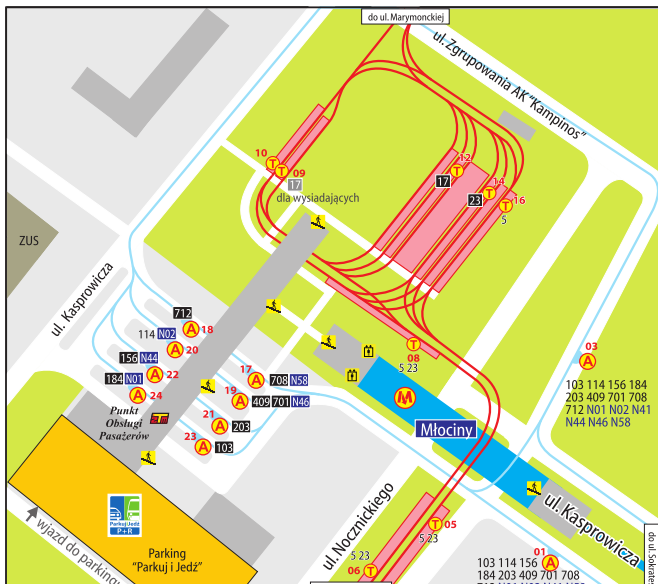 do ul. Marymonckiej
ul. Zgrupowania AK "Kampinos"
10
T
T
09
17
dla wysiadających
12
T
17
14
T
23
16
T
5
ZUS
ul. Kasprowicza
712
A
18
114 N02
A
20
156 N44
A
22
184 N01
A
24
17
A
708 N58
19
A
409 701 N46
21
A
203
23
A
103
Punkt
Obsługi
Pasażerów
T
08
5 23
M
Młociny
03
A
103 114 156 184
203 409 701 708
712 N01 N02 N41
N44 N46 N58
ul. Kasprowicza
do ul. Sokrat
ul. Nocznickiego
T
05
5 23
5 23
06
T
01
A
103 114 156
184 203 409 701 708
Parkuj i Jedź
P+R
Parking
"Parkuj i Jedź"
wjazd do parkingu